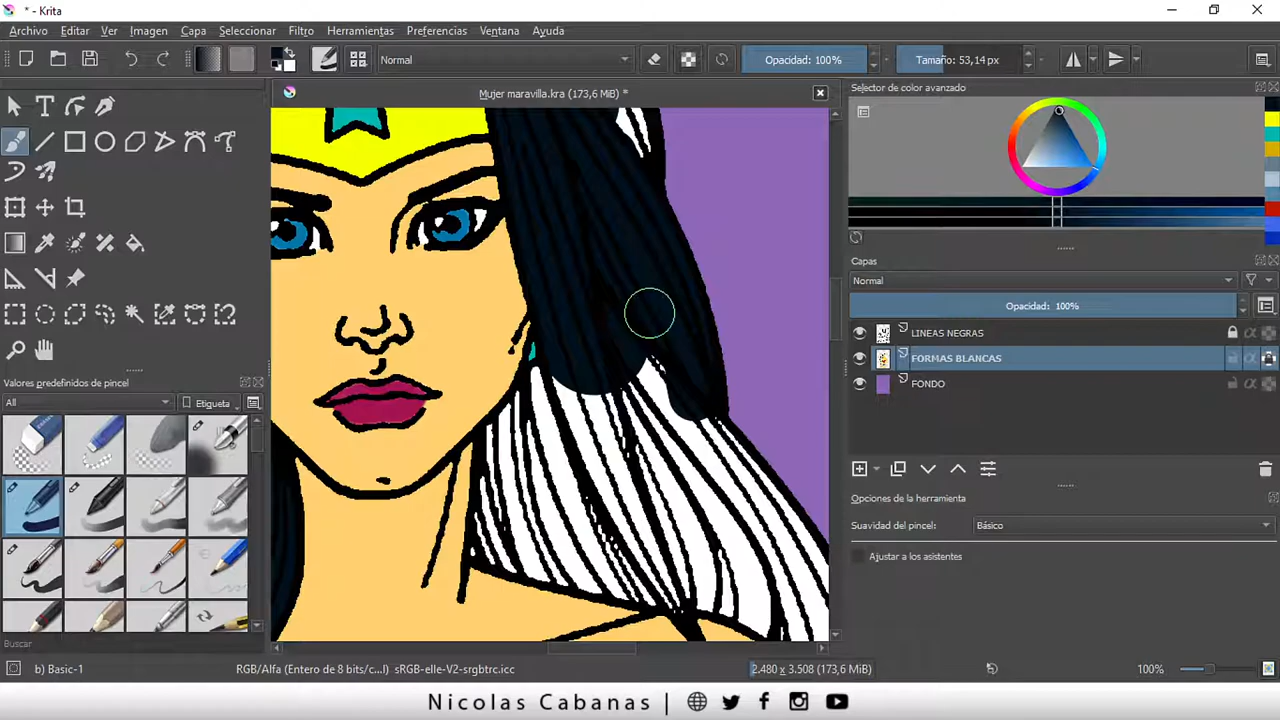 * - Krita
Archivo Editar Ver Imagen Capa Seleccionar Filtro Herramientas Preferencias Ventana Ayuda
Normal Opacidad: 100% Tamaño: 53,14 px
Mujer maravilla.kra (173,6 MiB) *
Selector de color avanzado
Capas
Normal
Opacidad: 100%
LINEAS NEGRAS
FORMAS BLANCAS
FONDO
Valores predefinidos de pincel
All Etiqueta
Opciones de la herramienta
Suavidad del pincel: Básico
Ajustar a los asistentes
Buscar
b) Basic-1 RGB/Alfa (Entero de 8 bits/c...) sRGB-elle-V2-srgbtrc.icc 2.480 x 3.508 (173,6 MiB) 100%
Nicolas Cabanas |